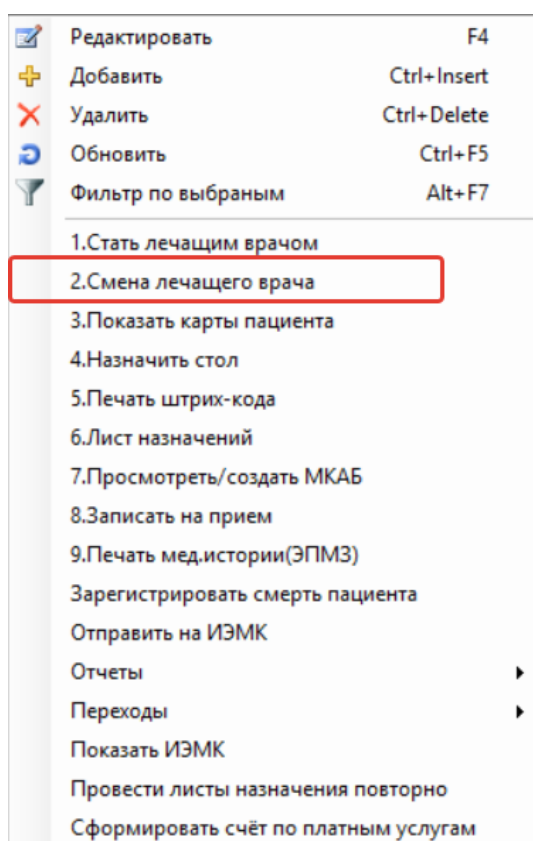 Редактировать F4
Добавить Ctrl+Insert
Удалить Ctrl+Delete
Обновить Ctrl+F5
Фильтр по выбраным Alt+F7
1.Стать лечащим врачом
2.Смена лечащего врача
3.Показать карты пациента
4.Назначить стол
5.Печать штрих-кода
6.Лист назначений
7.Просмотреть/создать МКАБ
8.Записать на прием
9.Печать мед.истории(ЭПМЗ)
Зарегистрировать смерть пациента
Отправить на ИЭМК
Отчеты
Переходы
Показать ИЭМК
Провести листы назначения повторно
Сформировать счёт по платным услугам